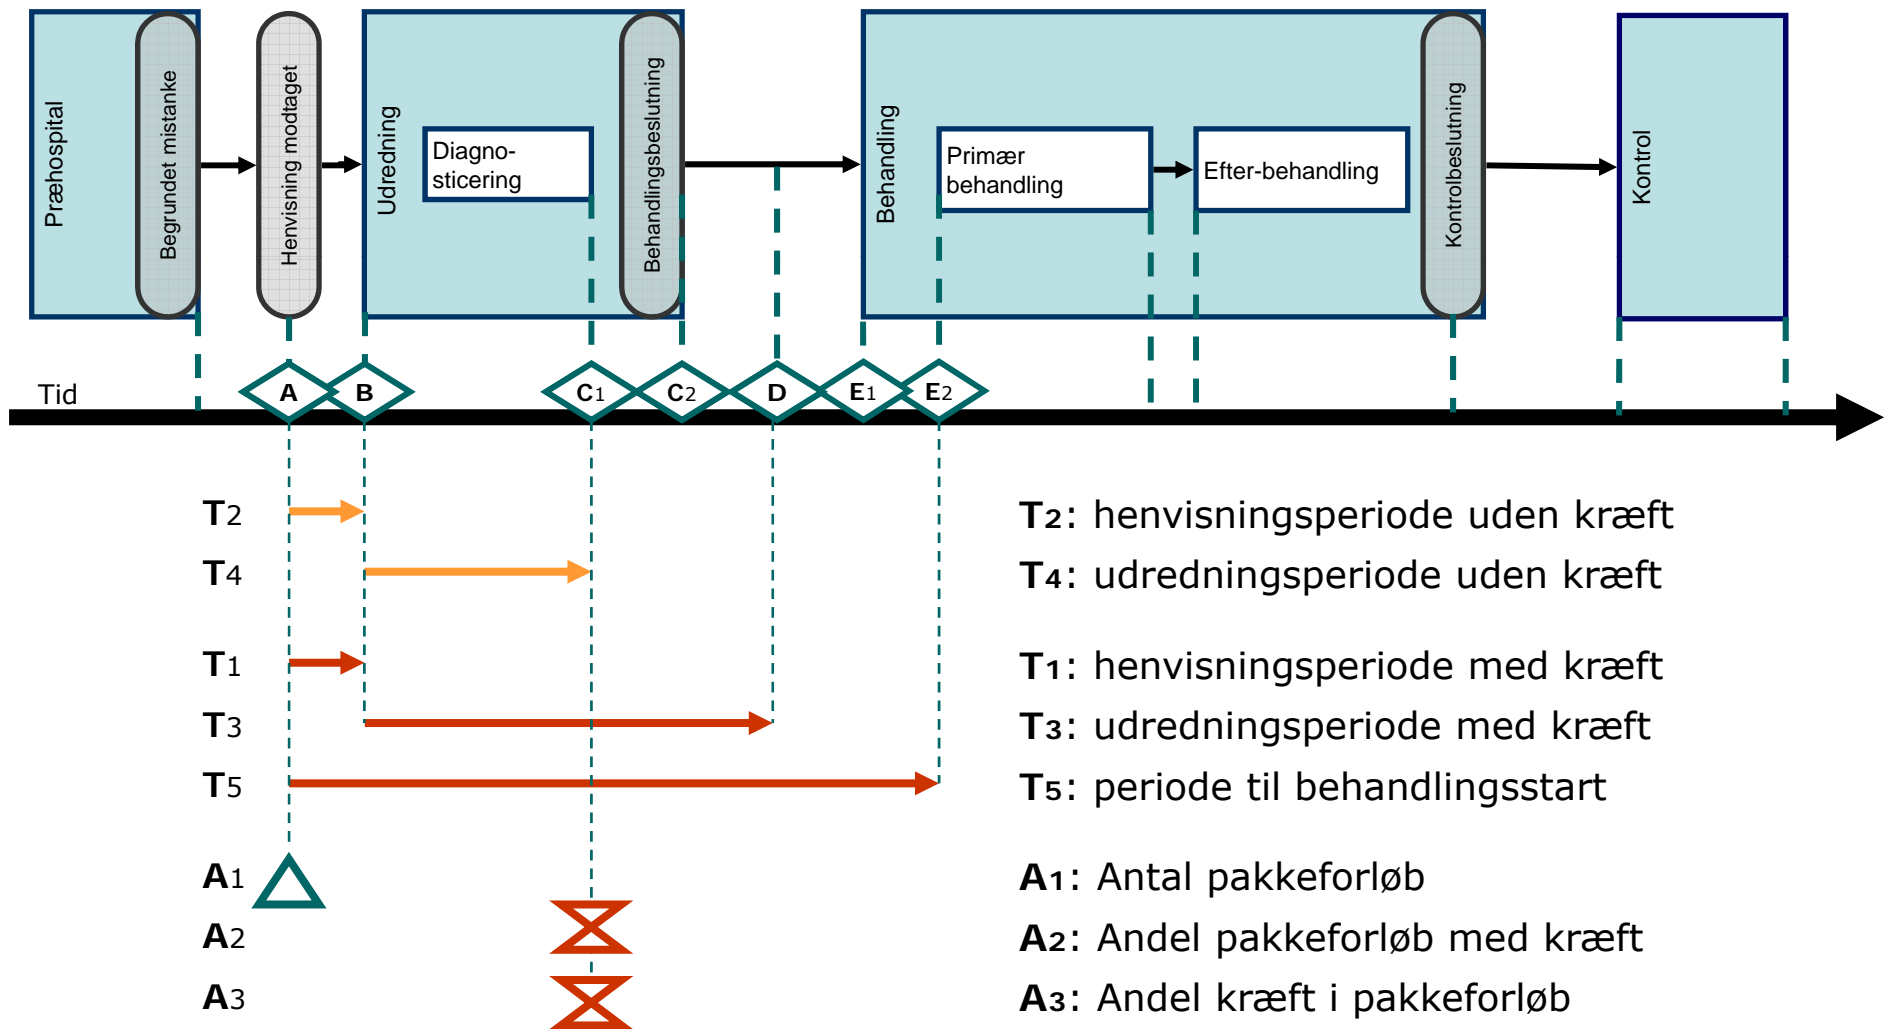 Præhospital
Begrundet mistanke
Henvisning modtaget
Udredning
Diagno-
sticering
Behandlingsbeslutning
Behandling
Primær
behandling
Efter-behandling
Kontrolbeslutning
Kontrol
Tid
A
B
C1
C2
D
E1
E2
T2
T2: henvisningsperiode uden kræft
T4
T4: udredningsperiode uden kræft
T1
T1: henvisningsperiode med kræft
T3
T3: udredningsperiode med kræft
T5
T5: periode til behandlingsstart
A1
A1: Antal pakkeforløb
A2
A2: Andel pakkeforløb med kræft
A3
A3: Andel kræft i pakkeforløb